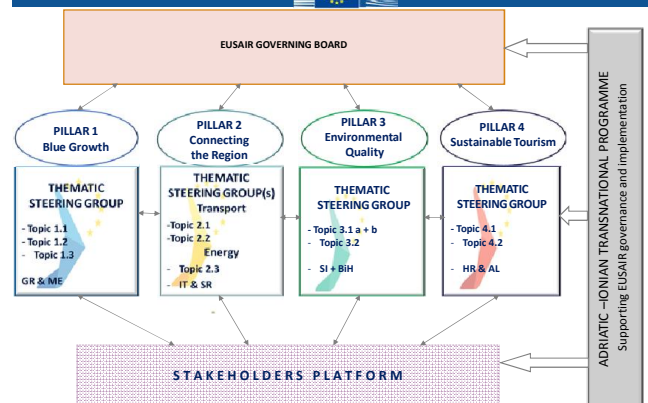 EUSAIR GOVERNING BOARD
PILLAR 1
Blue Growth
PILLAR 2
Connecting
the Region
PILLAR 3
Environmental
Quality
PILLAR 4
Sustainable Tourism
THEMATIC
STEERING GROUP
- Topic 1.1
- Topic 1.2
- Topic 1.3
GR & ME
THEMATIC
STEERING GROUP(s)
Transport
-Topic 2.1
-Topic 2.2
Energy
- Topic 2.3
- IT & SR
THEMATIC
STEERING GROUP
- Topic 3.1 a + b
- Topic 3.2
- SI + BiH
THEMATIC
STEERING GROUP
- Topic 4.1
- Topic 4.2
- HR & AL
STAKEHOLDERS PLATFORM
ADRIATIC –IONIAN TRANSNATIONAL PROGRAMME
Supporting EUSAIR governance and implementation